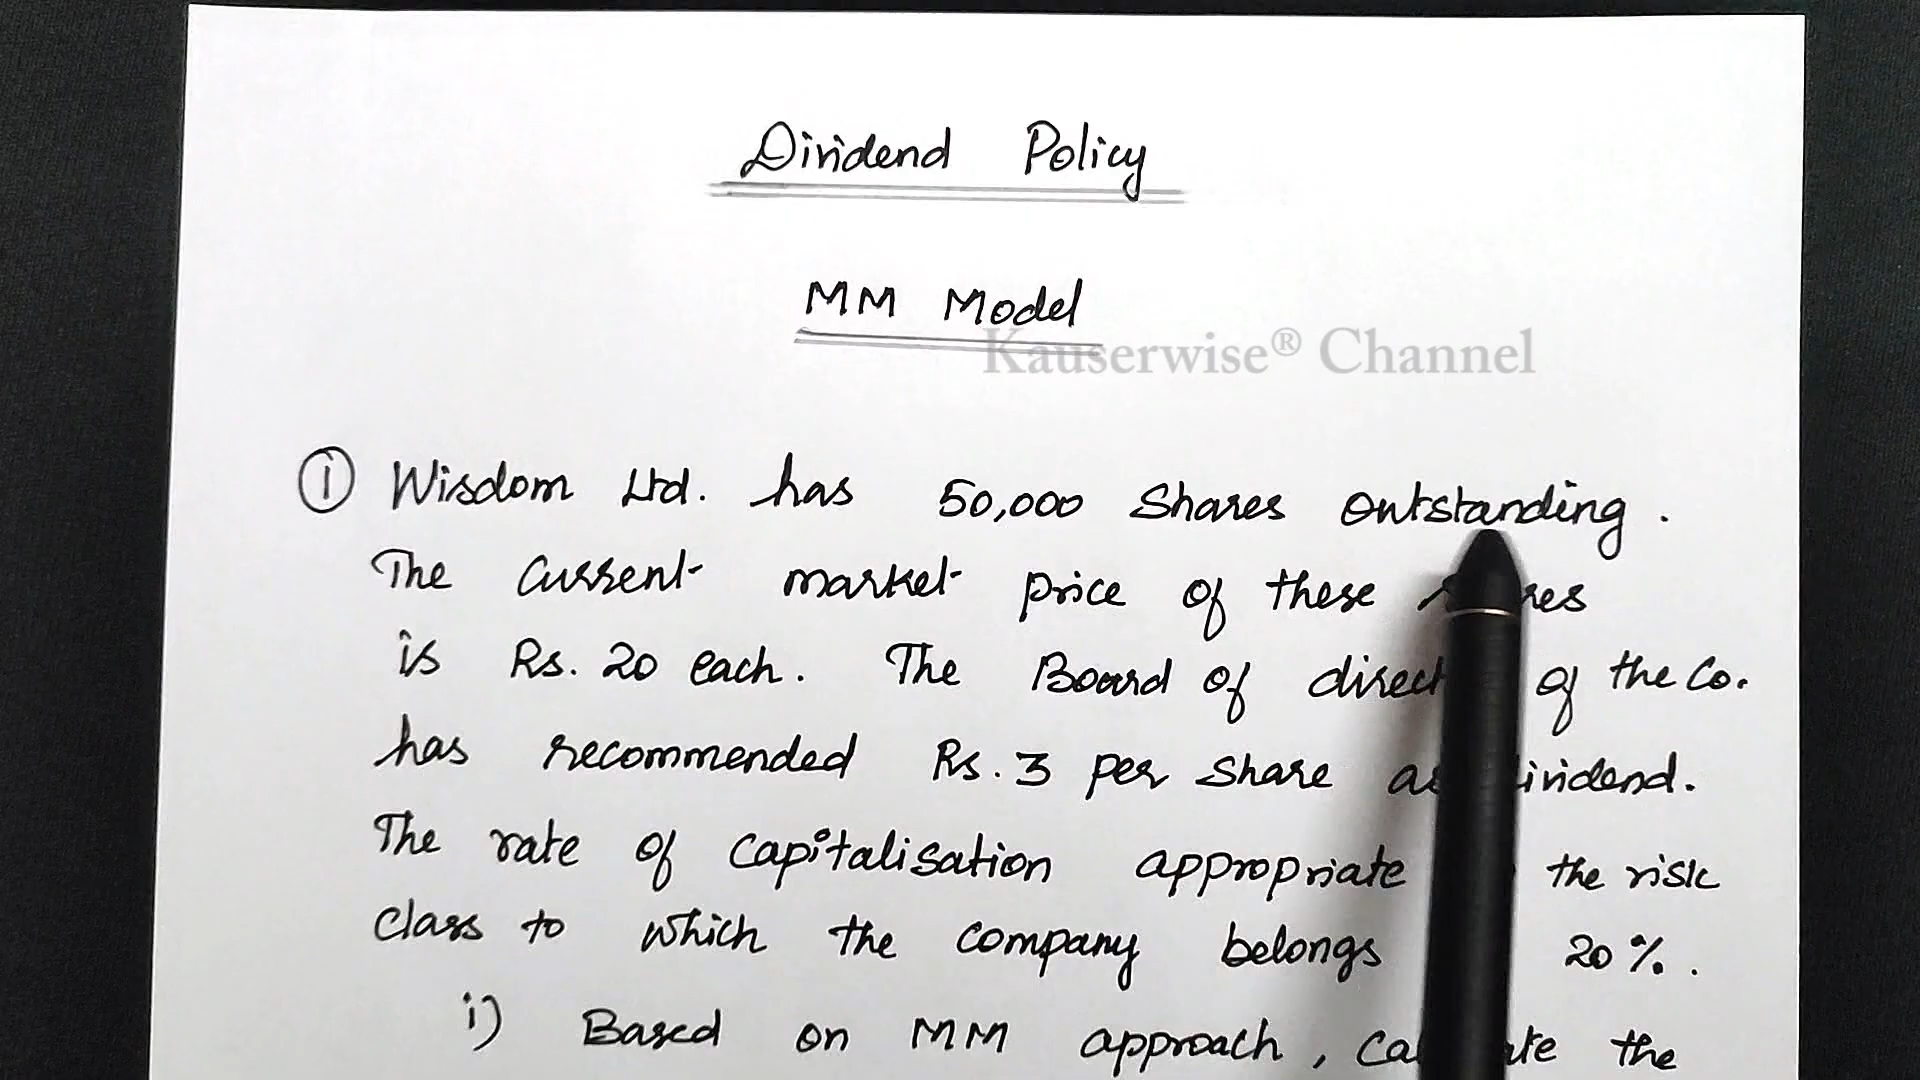 Dividend Policy
MM Model
Kauserwise® Channel
① Wisdom Ltd. has 50,000 Shares Outstanding.
The Current market price of these
is Rs. 20 each. The Board of of the Co.
has recommended Rs. 3 per Share
The rate of Capitalisation appropriate the risk
Class to which the Company belongs 20%.
i) Based on MM approach, the